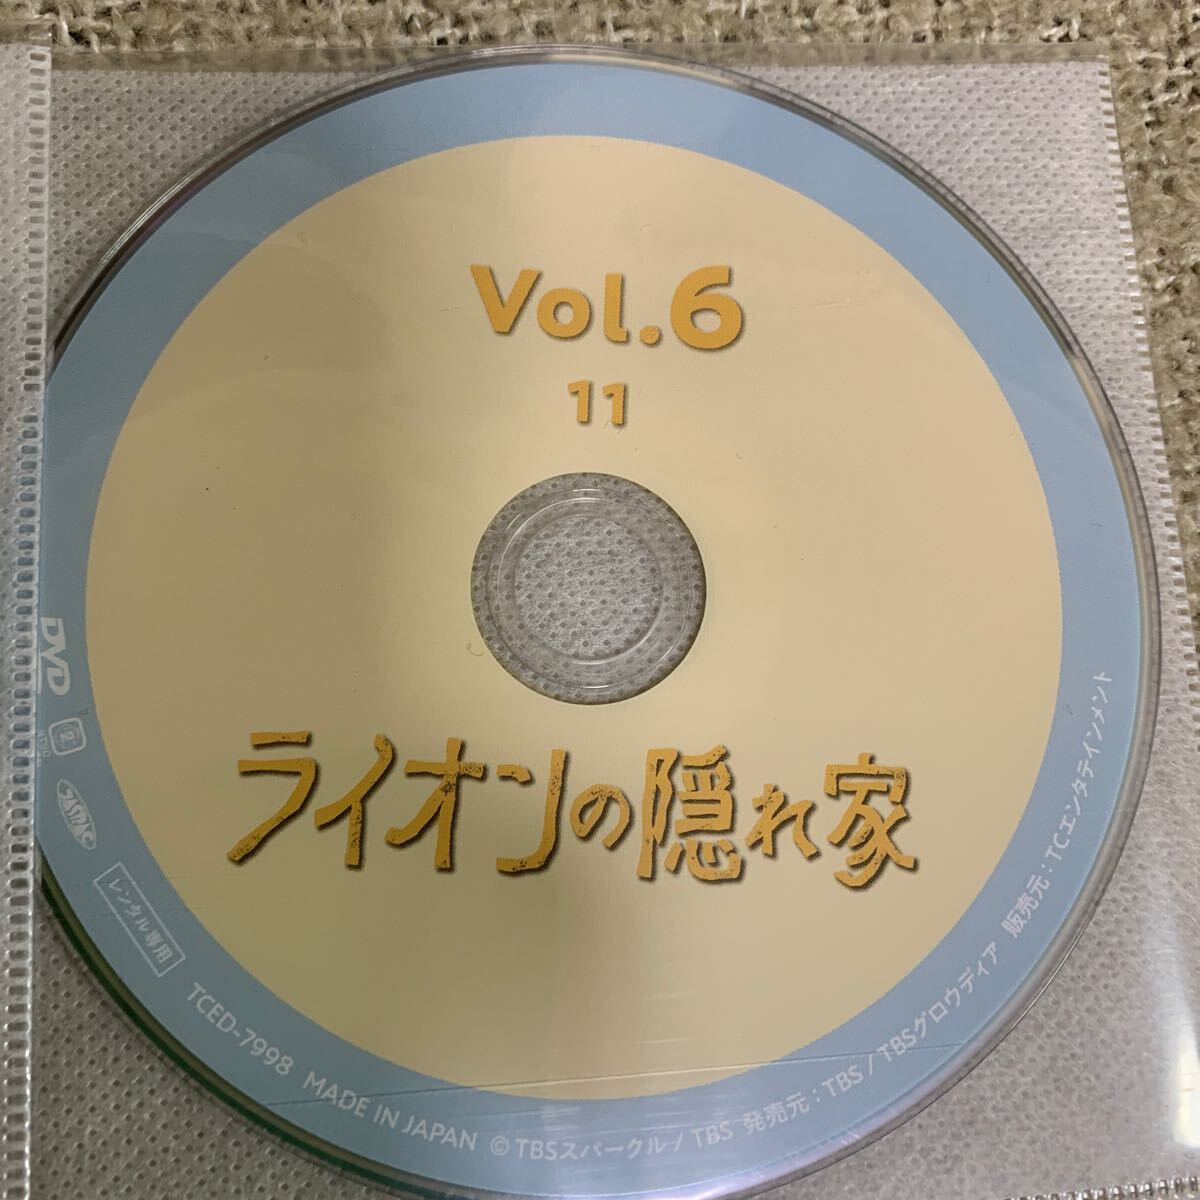 Vol.6
11
ライオンの隠れ家
DVD
2
NTSC
レンタル専用
TCED-7998 MADE IN JAPAN ©TBSスパークル/TBS 発売元:TBS/TBSグロウディア 販売元:TCエンタテインメント